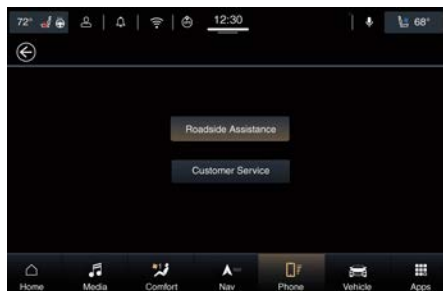 72° 12:30 68°
Roadside Assistance
Customer Service
Home Media Comfort Nav Phone Vehicle Apps